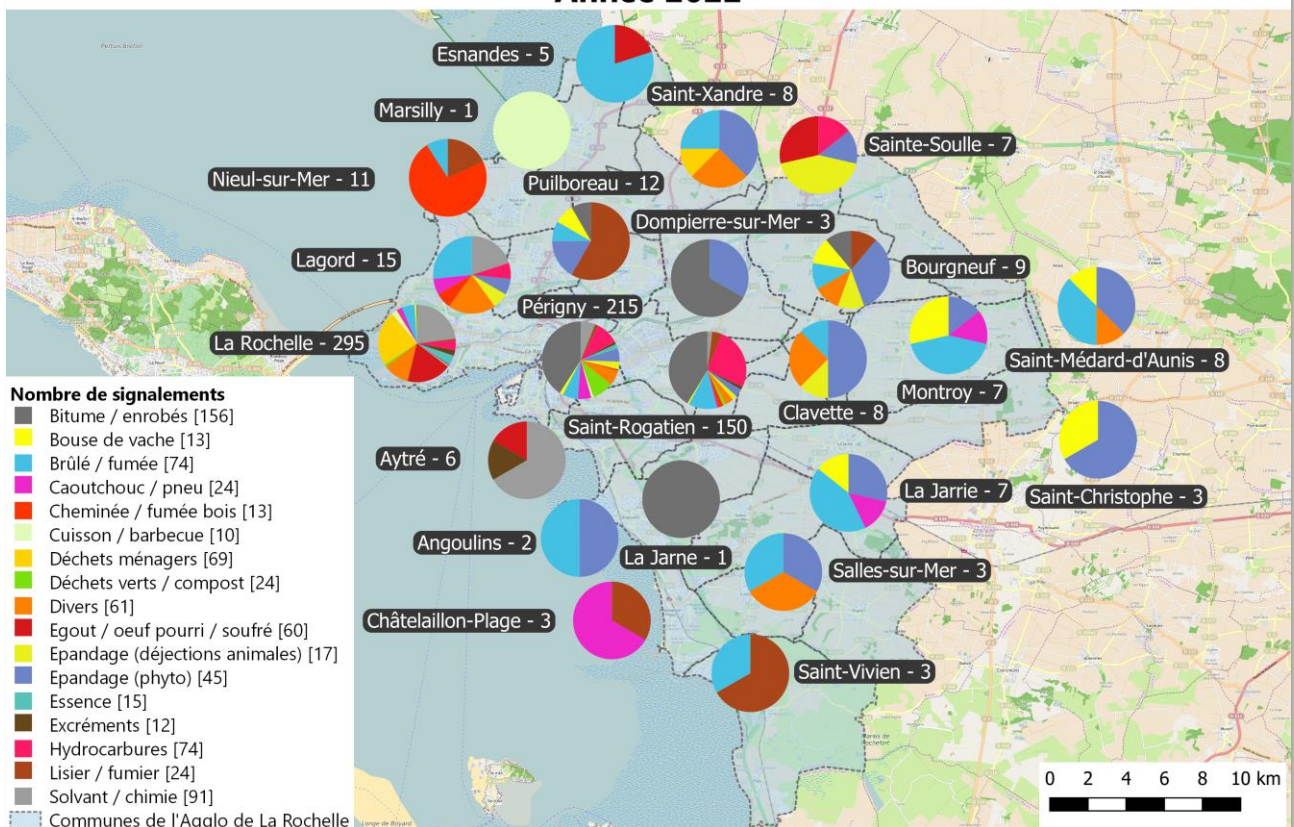 Année 2022
Pertuis Breton
Esnandes - 5
Saint-Xandre - 8
Marsilly - 1
Sainte-Soulle - 7
Nieul-sur-Mer - 11
Puilboreau - 12
Dompierre-sur-Mer - 3
Lagord - 15
Bourgneuf - 9
Périgny - 215
La Rochelle - 295
Saint-Médard-d'Aunis - 8
Montroy - 7
Clavette - 8
Saint-Rogatien - 150
Aytré - 6
La Jarrie - 7
Saint-Christophe - 3
Angoulins - 2
La Jarne - 1
Salles-sur-Mer - 3
Châtelaillon-Plage - 3
Saint-Vivien - 3
Nombre de signalements
Bitume / enrobés [156]
Bouse de vache [13]
Brûlé / fumée [74]
Caoutchouc / pneu [24]
Cheminée / fumée bois [13]
Cuisson / barbecue [10]
Déchets ménagers [69]
Déchets verts / compost [24]
Divers [61]
Egout / oeuf pourri / soufré [60]
Epandage (déjections animales) [17]
Epandage (phyto) [45]
Essence [15]
Excréments [12]
Hydrocarbures [74]
Lisier / fumier [24]
Solvant / chimie [91]
Communes de l'Agglo de La Rochelle
Marais de Rochefort
0 2 4 6 8 10 km